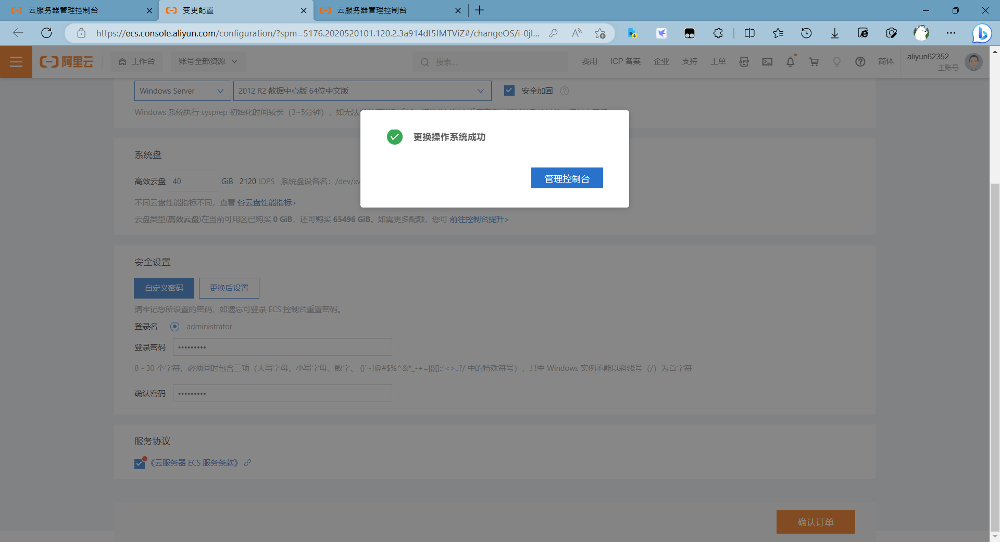 云服务器管理控制台
变更配置
云服务器管理控制台
https://ecs.console.aliyun.com/configuration/?spm=5176.2020520101.120.2.3a914df5fMTViZ#/changeOS/i-0jl...
阿里云
工作台
账号全部资源
搜索...
费用
ICP 备案
企业
支持
工单
简体
aliyun62352...
主账号
Windows Server
2012 R2 数据中心版 64位中文版
安全加固
Windows 系统执行 sysprep 初始化时间较长（3~5分钟），如无法
更换操作系统成功
管理控制台
系统盘
高效云盘 40 GiB 2120 IOPS 系统盘设备名：/dev/xv
不同云盘性能指标不同，查看 各云盘性能指标>
云盘类型(高效云盘)在当前可用区已购买 0 GiB，还可购买 65496 GiB。如需更多配额，您可 前往控制台提升>
安全设置
自定义密码
更换后设置
请牢记您所设置的密码，如遗忘可登录 ECS 控制台重置密码。
登录名 administrator
登录密码 •••••••••
8 - 30 个字符，必须同时包含三项（大写字母、小写字母、数字、 ()`~!@#$%^&*_-+=|{}[]:;'<>,.?/ 中的特殊符号），其中 Windows 实例不能以斜线号（/）为首字符
确认密码 •••••••••
服务协议
《云服务器 ECS 服务条款》
确认订单